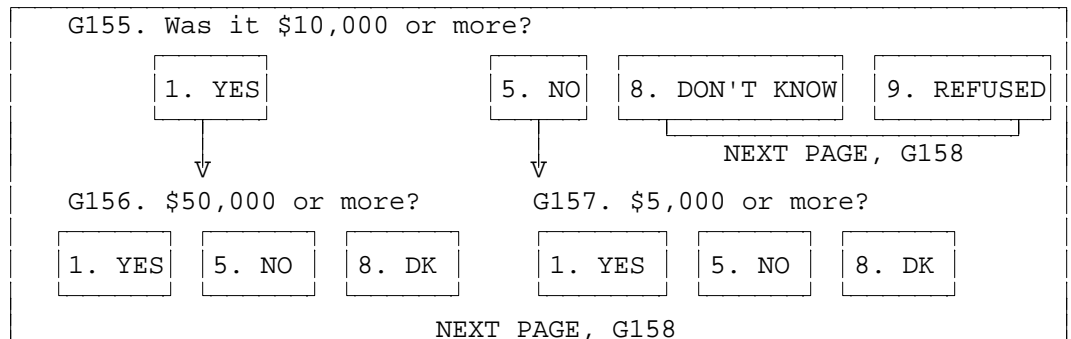 G155. Was it $10,000 or more?
1. YES 5. NO 8. DON'T KNOW 9. REFUSED
NEXT PAGE, G158
G156. $50,000 or more? G157. $5,000 or more?
1. YES 5. NO 8. DK 1. YES 5. NO 8. DK
NEXT PAGE, G158